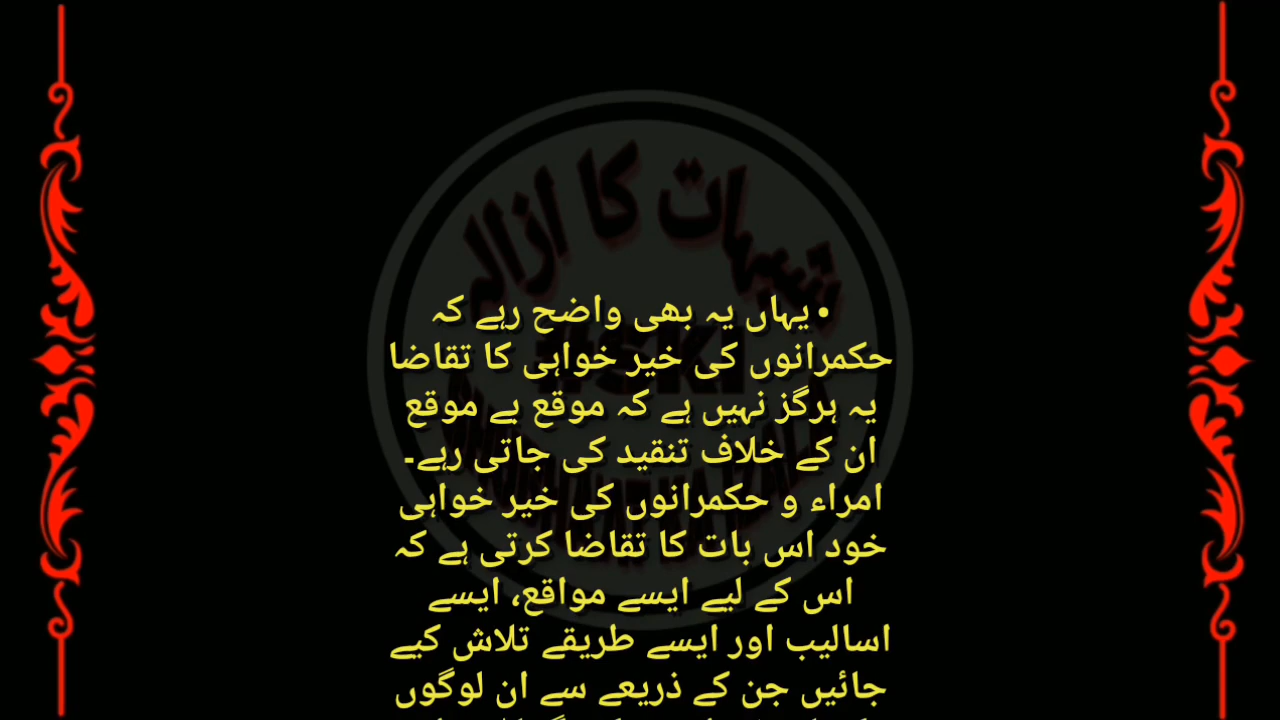 شبہات کا ازالہ
• یہاں یہ بھی واضح رہے کہ
حکمرانوں کی خیر خواہی کا تقاضا
یہ ہرگز نہیں ہے کہ موقع بے موقع
ان کے خلاف تنقید کی جاتی رہے۔
امراء و حکمرانوں کی خیر خواہی
خود اس بات کا تقاضا کرتی ہے کہ
اس کے لیے ایسے مواقع، ایسے
اسالیب اور ایسے طریقے تلاش کیے
جائیں جن کے ذریعے سے ان لوگوں